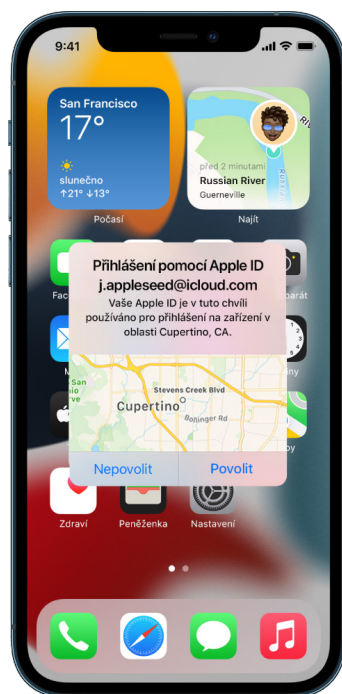 9:41
San Francisco
17°
slunečno
↑21° ↓13°
Počasí
před 2 minutami
Russian River
Guerneville
Najít
Přihlášení pomocí Apple ID
j.appleseed@icloud.com
Vaše Apple ID je v tuto chvíli
používáno pro přihlášení na zařízení v
oblasti Cupertino, CA.
San
Stevens Creek Blvd
Cupertino
Bollinger Rd
Nepovolit
Povolit
Zdraví
Peněženka
Nastavení